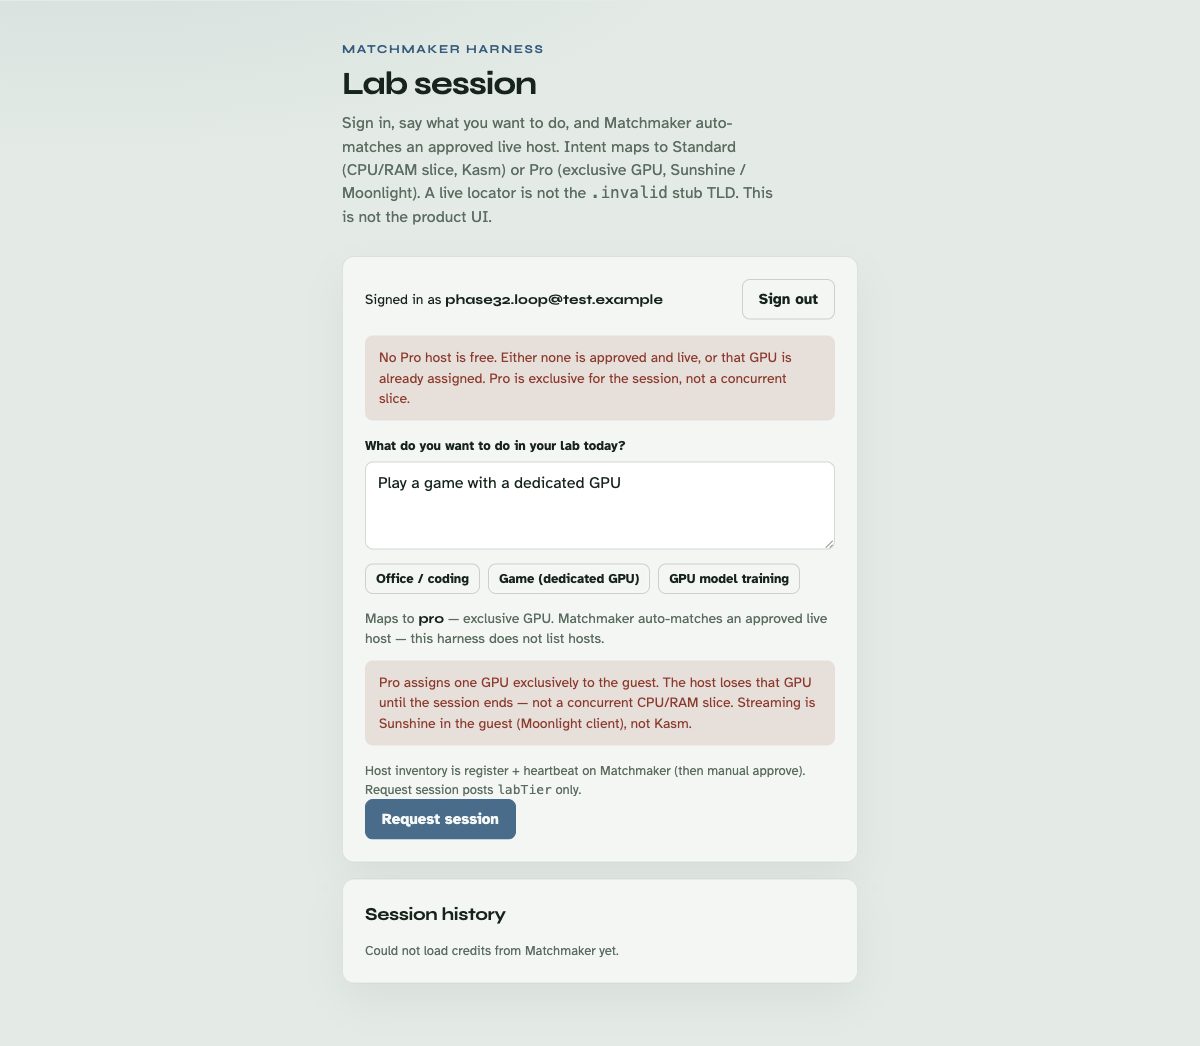 MATCHMAKER HARNESS
Lab session
Sign in, say what you want to do, and Matchmaker auto-
matches an approved live host. Intent maps to Standard
(CPU/RAM slice, Kasm) or Pro (exclusive GPU, Sunshine /
Moonlight). A live locator is not the .invalid stub TLD. This
is not the product UI.
Signed in as phase32.loop@test.example
Sign out
No Pro host is free. Either none is approved and live, or that GPU is
already assigned. Pro is exclusive for the session, not a concurrent
slice.
What do you want to do in your lab today?
Play a game with a dedicated GPU
Office / coding
Game (dedicated GPU)
GPU model training
Maps to pro — exclusive GPU. Matchmaker auto-matches an approved live
host — this harness does not list hosts.
Pro assigns one GPU exclusively to the guest. The host loses that GPU
until the session ends — not a concurrent CPU/RAM slice. Streaming is
Sunshine in the guest (Moonlight client), not Kasm.
Host inventory is register + heartbeat on Matchmaker (then manual approve).
Request session posts labTier only.
Request session
Session history
Could not load credits from Matchmaker yet.